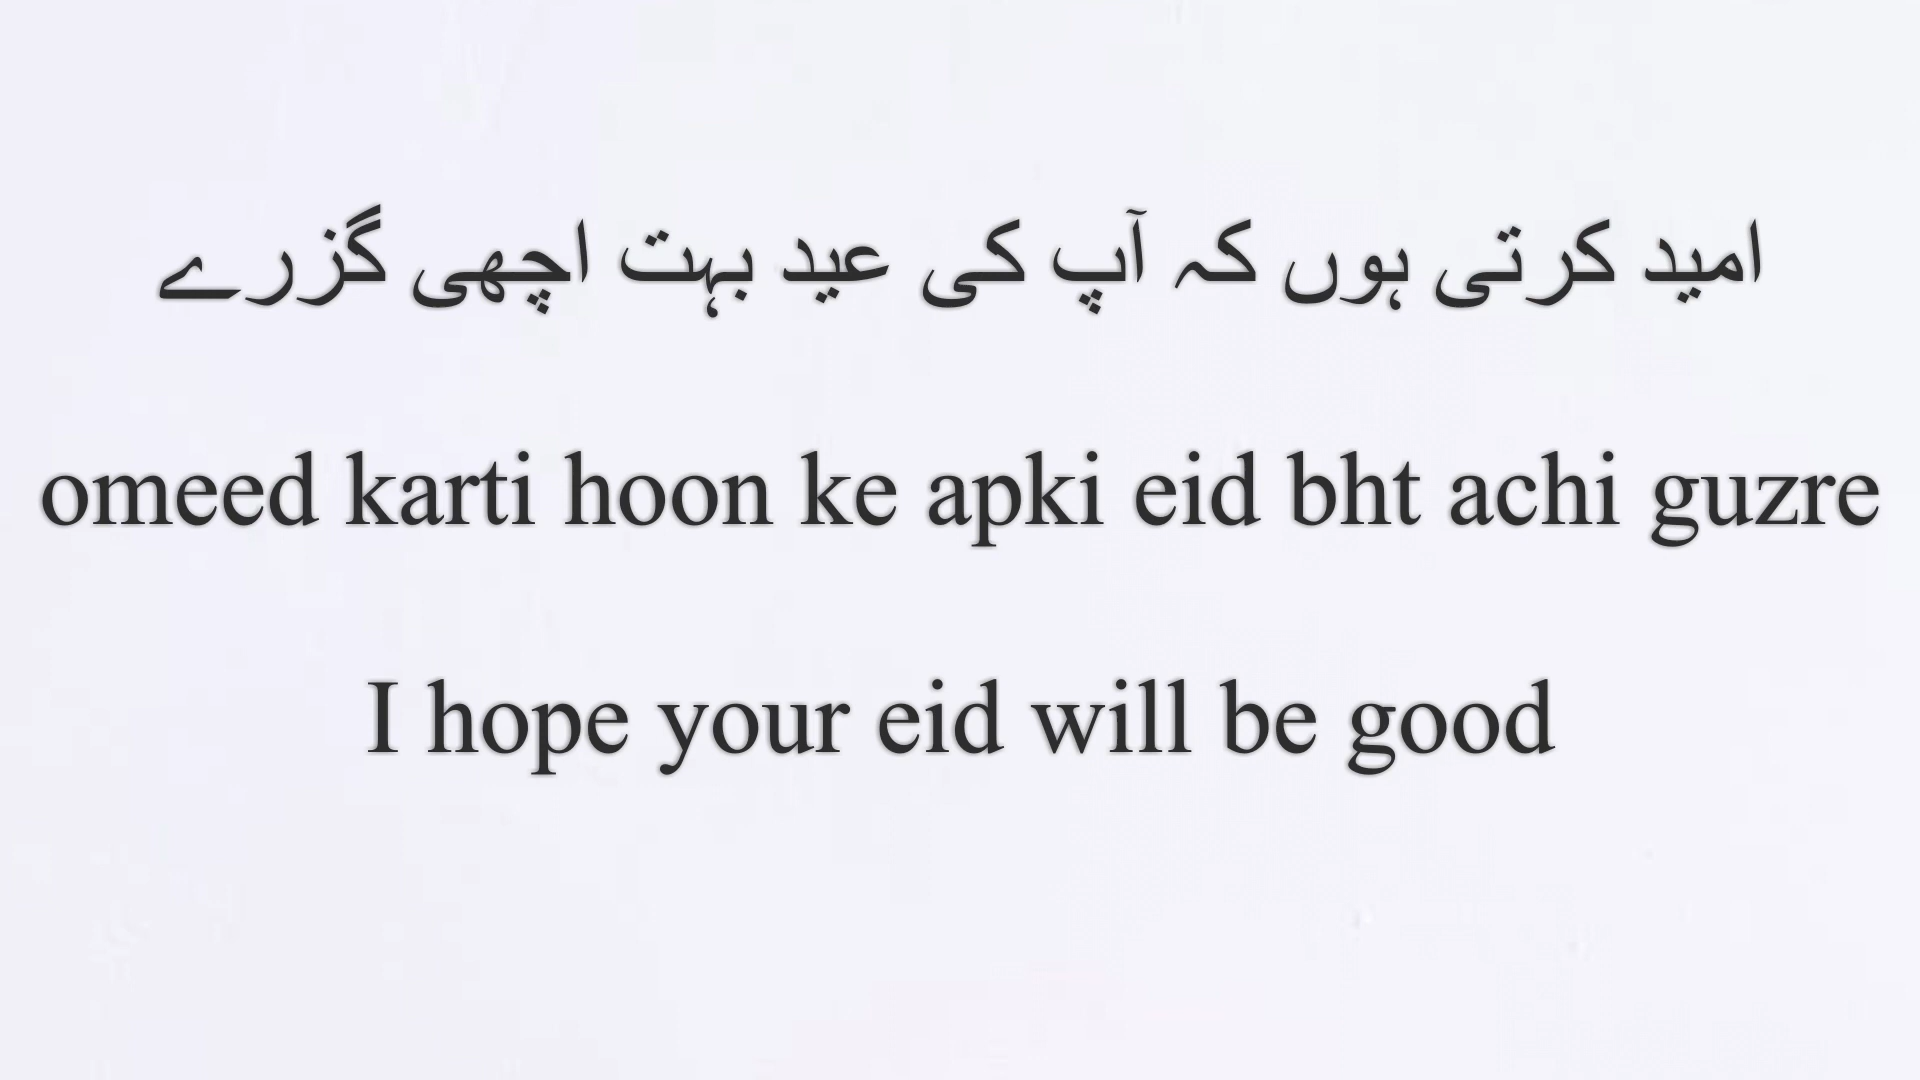 امید کرتی ہوں کہ آپ کی عید بہت اچھی گزرے
omeed karti hoon ke apki eid bht achi guzre
I hope your eid will be good